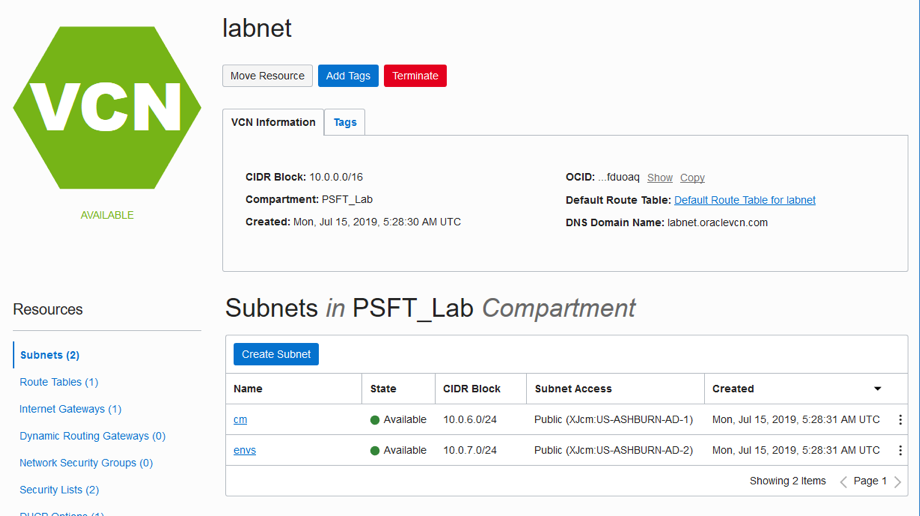 labnet
VCN
Move Resource Add Tags Terminate
VCN Information Tags
CIDR Block: 10.0.0.0/16 OCID: ...fduoaq Show Copy
Compartment: PSFT_Lab Default Route Table: Default Route Table for labnet
Created: Mon, Jul 15, 2019, 5:28:30 AM UTC DNS Domain Name: labnet.oraclevcn.com
AVAILABLE
Resources
Subnets (2)
Route Tables (1)
Internet Gateways (1)
Dynamic Routing Gateways (0)
Network Security Groups (0)
Security Lists (2)
DHCP Options (1)
Subnets in PSFT_Lab Compartment
Create Subnet
Name State CIDR Block Subnet Access Created
cm Available 10.0.6.0/24 Public (XJcm:US-ASHBURN-AD-1) Mon, Jul 15, 2019, 5:28:31 AM UTC
envs Available 10.0.7.0/24 Public (XJcm:US-ASHBURN-AD-2) Mon, Jul 15, 2019, 5:28:31 AM UTC
Showing 2 Items Page 1